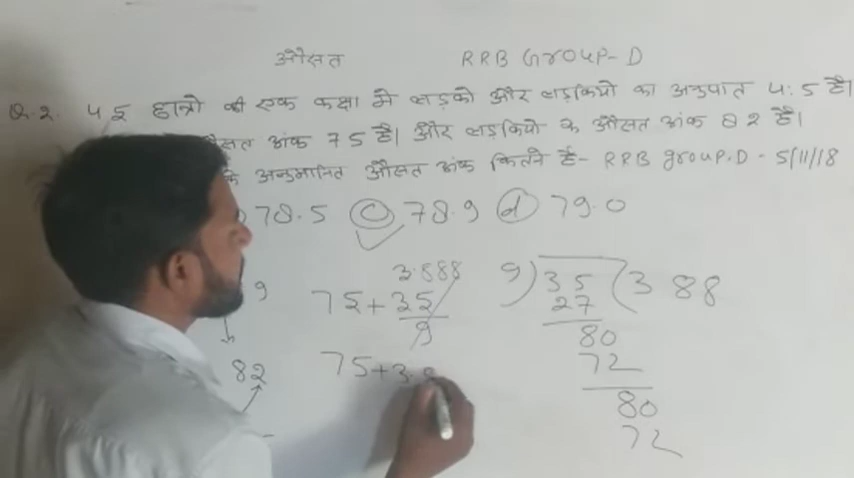 औसत RRB Group-D
Q.2. 45 छात्रो की एक कक्षा मे लड़को और लड़कियो का अनुपात 4:5 है।
अंक 75 है। और लड़कियो के औसत अंक 82 है।
के अनुमानित औसत अंक कितने है- RRB group.D - 5/11/18
78.5 (c) 78.9 (d) 79.0
9 75+35/9 3.888 9) 35 (3 88
27
80
82 75+3.8 72
80
72